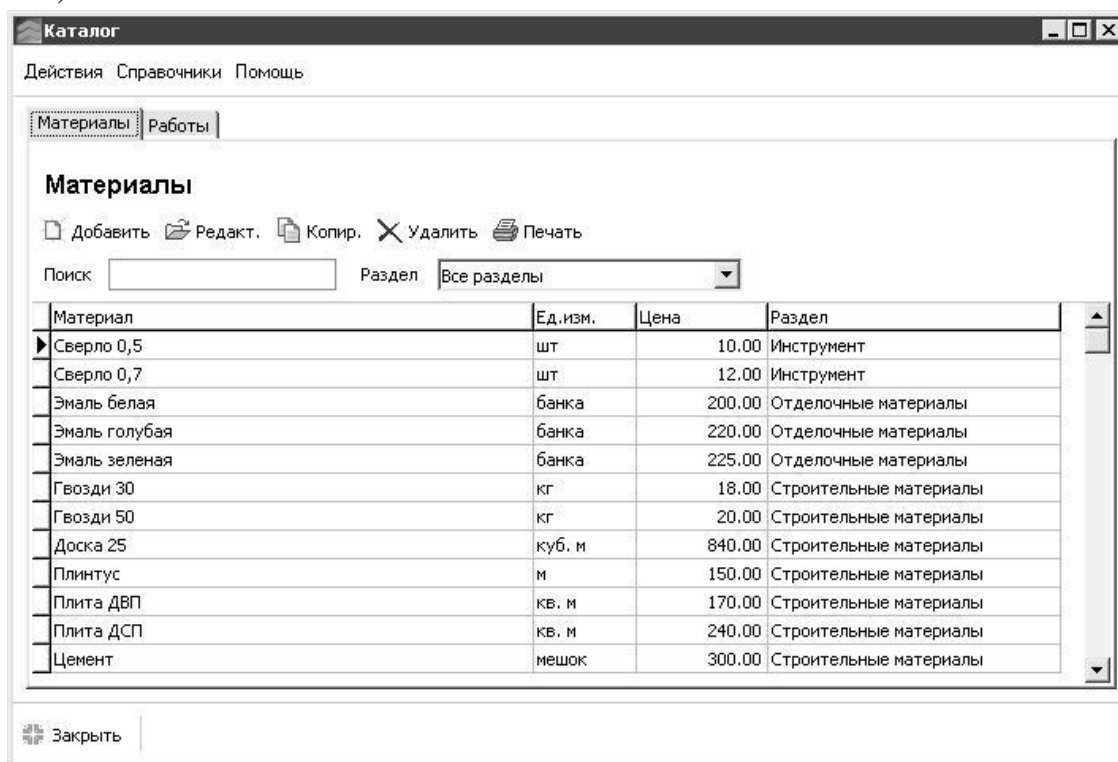 Каталог
Действия Справочники Помощь
Материалы Работы
Материалы
Добавить Редакт. Копир. Удалить Печать
Поиск Раздел Все разделы
Материал Ед.изм. Цена Раздел
Сверло 0,5 шт 10.00 Инструмент
Сверло 0,7 шт 12.00 Инструмент
Эмаль белая банка 200.00 Отделочные материалы
Эмаль голубая банка 220.00 Отделочные материалы
Эмаль зеленая банка 225.00 Отделочные материалы
Гвозди 30 кг 18.00 Строительные материалы
Гвозди 50 кг 20.00 Строительные материалы
Доска 25 куб. м 840.00 Строительные материалы
Плинтус м 150.00 Строительные материалы
Плита ДВП кв. м 170.00 Строительные материалы
Плита ДСП кв. м 240.00 Строительные материалы
Цемент мешок 300.00 Строительные материалы
Закрыть